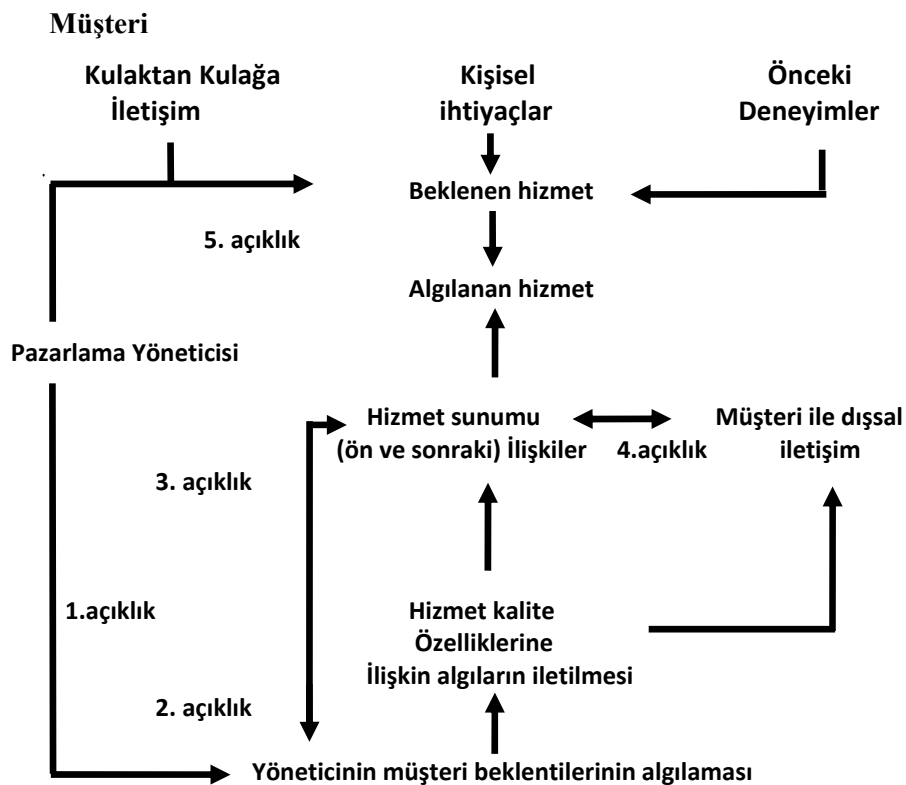 Müşteri
Kulaktan Kulağa
İletişim
Kişisel
ihtiyaçlar
Önceki
Deneyimler
Beklenen hizmet
5. açıklık
Algılanan hizmet
Pazarlama Yöneticisi
Hizmet sunumu
(ön ve sonraki) İlişkiler
4.açıklık
Müşteri ile dışsal
iletişim
3. açıklık
1.açıklık
Hizmet kalite
Özelliklerine
İlişkin algıların iletilmesi
2. açıklık
Yöneticinin müşteri beklentilerinin algılaması